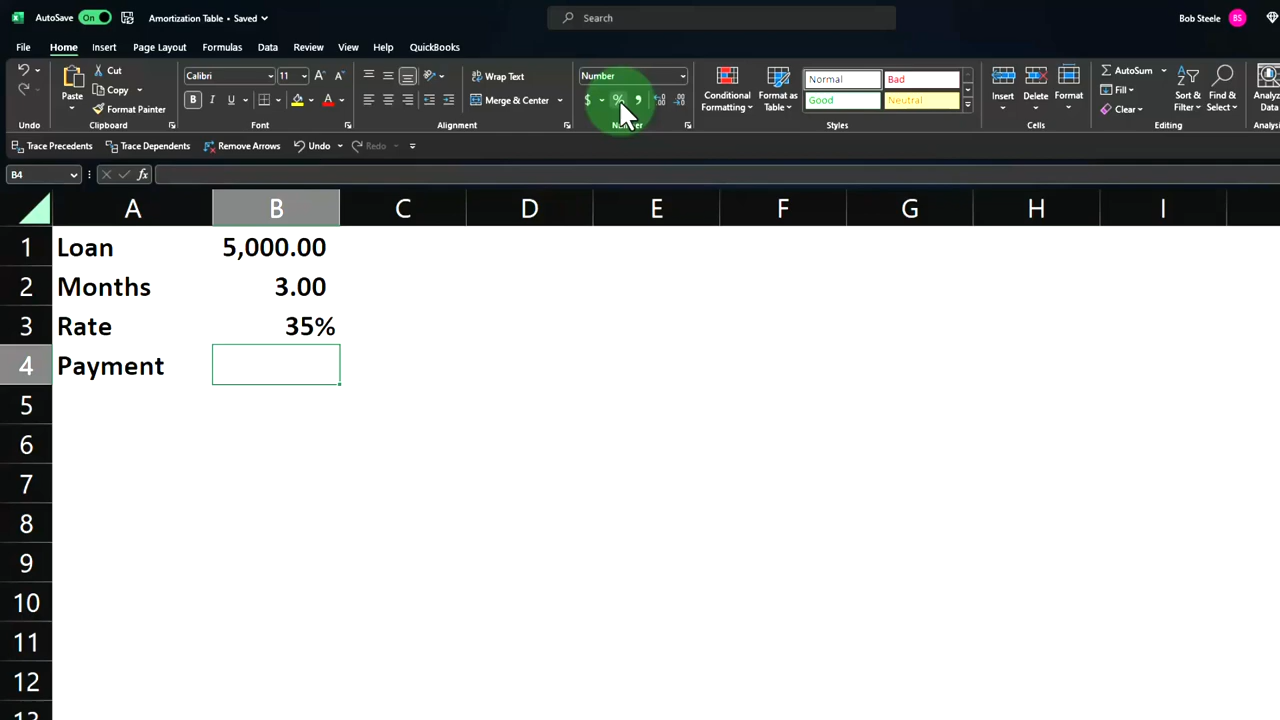 AutoSave On Amortization Table • Saved Search Bob Steele BS
File Home Insert Page Layout Formulas Data Review View Help QuickBooks
Paste Cut Copy Format Painter Calibri 11 Wrap Text Merge & Center Number Conditional Formatting Format as Table Normal Bad Good Neutral Insert Delete Format AutoSum Fill Clear Sort & Filter Find & Select Analyze Data
Undo Clipboard Font Alignment Styles Cells Editing
Trace Precedents Trace Dependents Remove Arrows Undo Redo
B4 fx
A B C D E F G H I
1 Loan 5,000.00
2 Months 3.00
3 Rate 35%
4 Payment
5
6
7
8
9
10
11
12
13